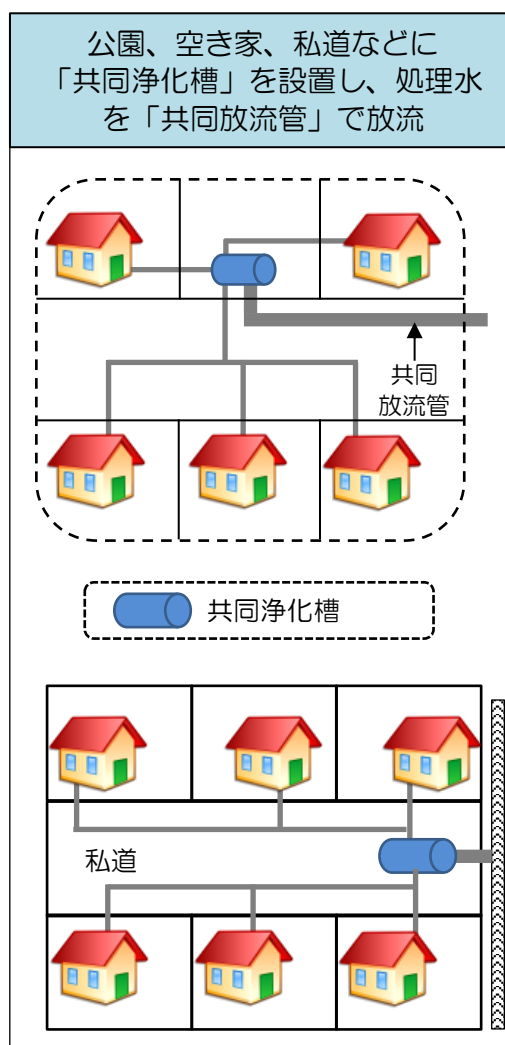 公園、空き家、私道などに
「共同浄化槽」を設置し、処理水
を「共同放流管」で放流
共同
放流管
共同浄化槽
私道